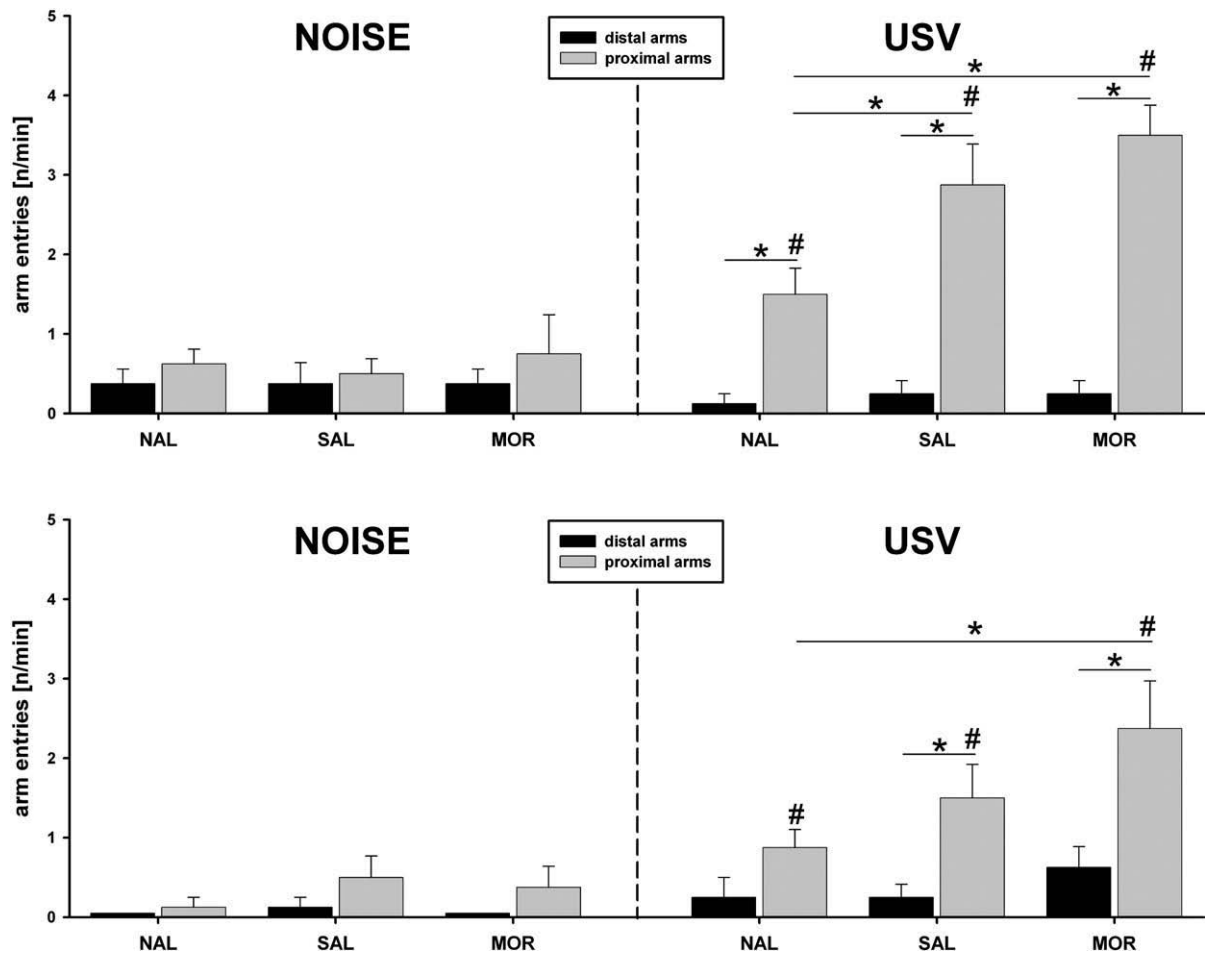 NOISE
USV
distal arms
proximal arms
arm entries [n/min]
5
4
3
2
1
0
* #
* # *
*
* #
NAL SAL MOR NAL SAL MOR
NOISE
USV
distal arms
proximal arms
arm entries [n/min]
5
4
3
2
1
0
* #
*
* #
#
NAL SAL MOR NAL SAL MOR